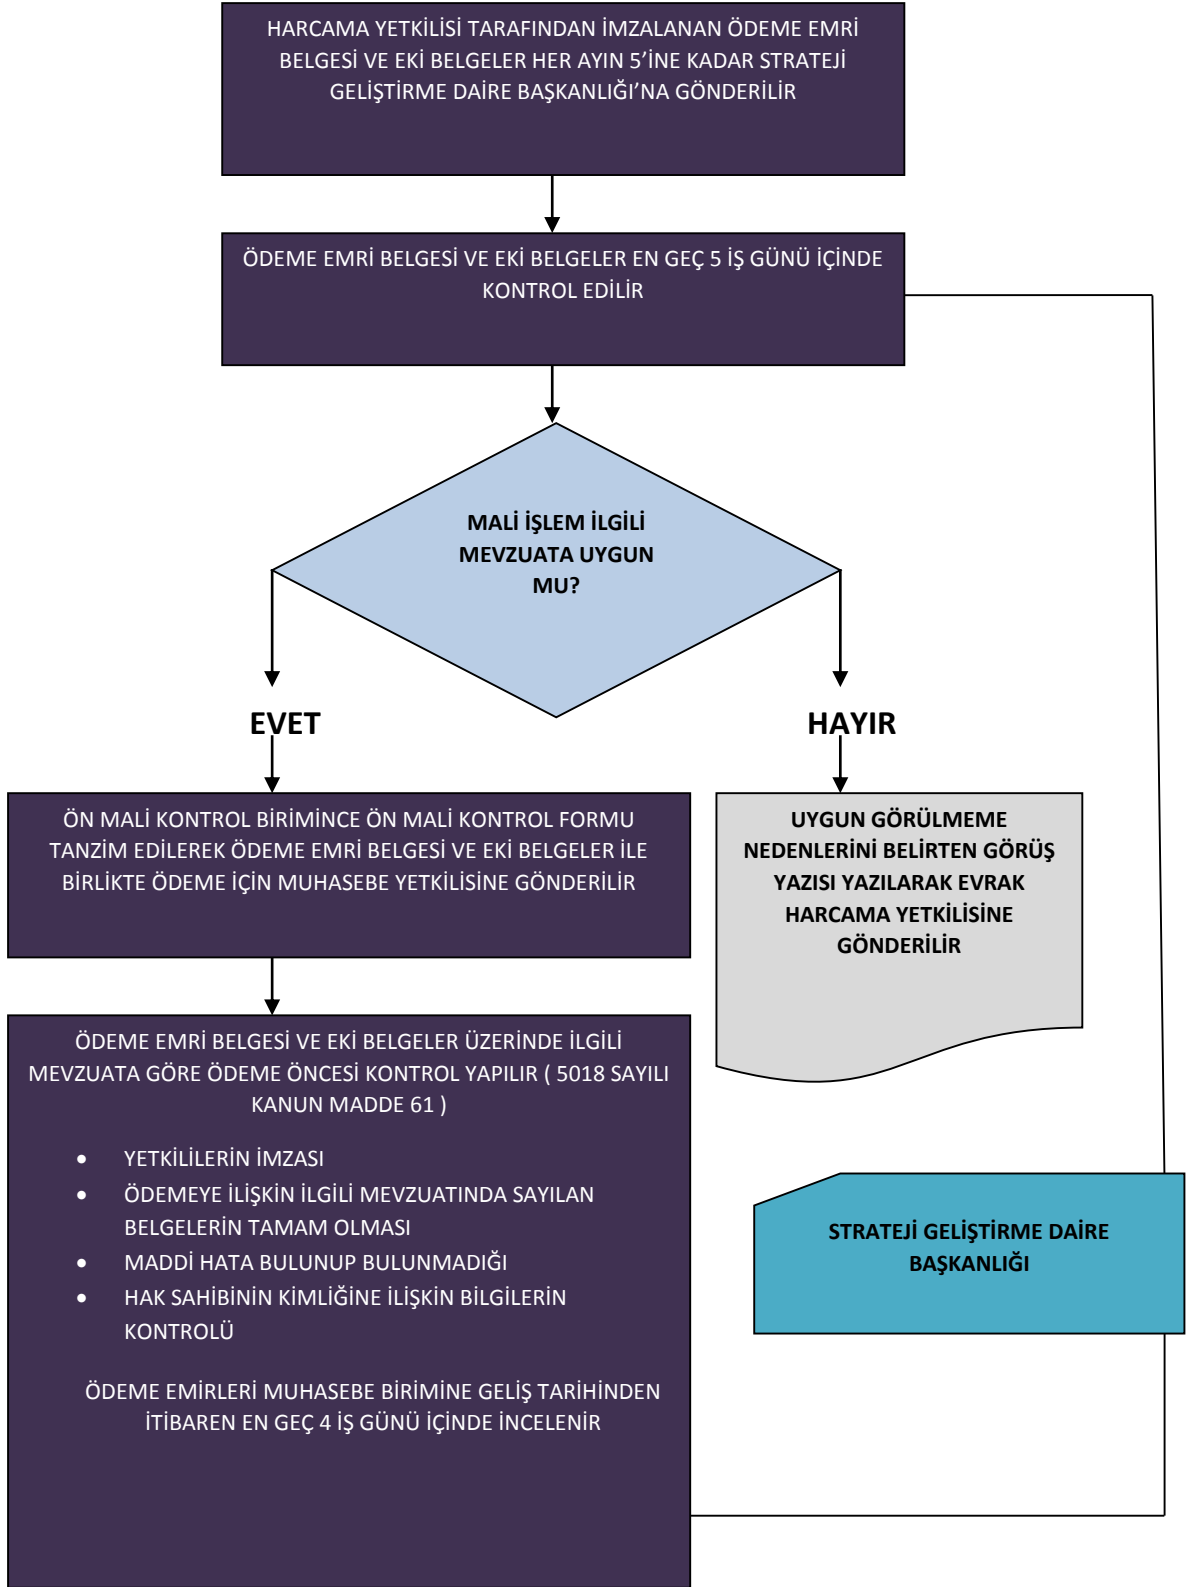 HARCAMA YETKİLİSİ TARAFINDAN İMZALANAN ÖDEME EMRİ
BELGESİ VE EKİ BELGELER HER AYIN 5’İNE KADAR STRATEJİ
GELİŞTİRME DAİRE BAŞKANLIĞI’NA GÖNDERİLİR
ÖDEME EMRİ BELGESİ VE EKİ BELGELER EN GEÇ 5 İŞ GÜNÜ İÇİNDE
KONTROL EDİLİR
MALİ İŞLEM İLGİLİ
MEVZUATA UYGUN
MU?
EVET
HAYIR
ÖN MALİ KONTROL BİRİMİNCE ÖN MALİ KONTROL FORMU
TANZİM EDİLEREK ÖDEME EMRİ BELGESİ VE EKİ BELGELER İLE
BİRLİKTE ÖDEME İÇİN MUHASEBE YETKİLİSİNE GÖNDERİLİR
UYGUN GÖRÜLMEME
NEDENLERİNİ BELİRTEN GÖRÜŞ
YAZISI YAZILARAK EVRAK
HARCAMA YETKİLİSİNE
GÖNDERİLİR
ÖDEME EMRİ BELGESİ VE EKİ BELGELER ÜZERİNDE İLGİLİ
MEVZUATA GÖRE ÖDEME ÖNCESİ KONTROL YAPILIR ( 5018 SAYILI
KANUN MADDE 61 )
• YETKİLİLERİN İMZASI
• ÖDEMEYE İLİŞKİN İLGİLİ MEVZUATINDA SAYILAN
BELGELERİN TAMAM OLMASI
• MADDİ HATA BULUNUP BULUNMADIĞI
• HAK SAHİBİNİN KİMLİĞİNE İLİŞKİN BİLGİLERİN
KONTROLÜ
ÖDEME EMİRLERİ MUHASEBE BİRİMİNE GELİŞ TARİHİNDEN
İTİBAREN EN GEÇ 4 İŞ GÜNÜ İÇİNDE İNCELENİR
STRATEJİ GELİŞTİRME DAİRE
BAŞKANLIĞI